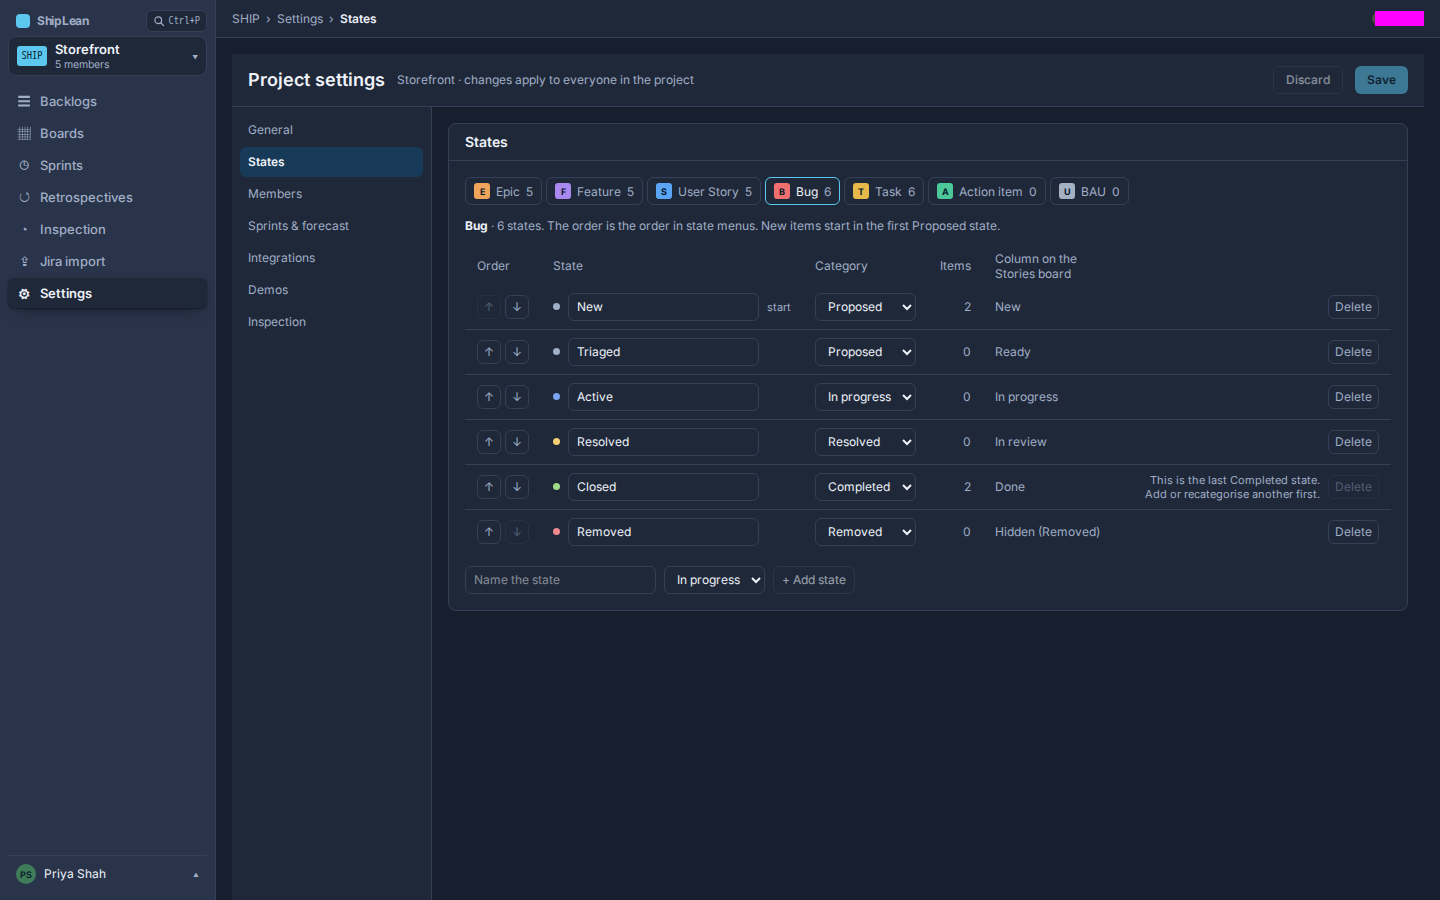 ShipLean
Ctrl+P
SHIP
Storefront
5 members
Backlogs
Boards
Sprints
Retrospectives
Inspection
Jira import
Settings
PS
Priya Shah
SHIP › Settings › States
Project settings
Storefront · changes apply to everyone in the project
Discard
Save
General
States
Members
Sprints & forecast
Integrations
Demos
Inspection
States
E Epic 5
F Feature 5
S User Story 5
B Bug 6
T Task 6
A Action item 0
U BAU 0
Bug · 6 states. The order is the order in state menus. New items start in the first Proposed state.
Order
State
Category
Items
Column on the
Stories board
New
start
Proposed
2
New
Delete
Triaged
Proposed
0
Ready
Delete
Active
In progress
0
In progress
Delete
Resolved
Resolved
0
In review
Delete
Closed
Completed
2
Done
This is the last Completed state.
Add or recategorise another first.
Delete
Removed
Removed
0
Hidden (Removed)
Delete
Name the state
In progress
+ Add state